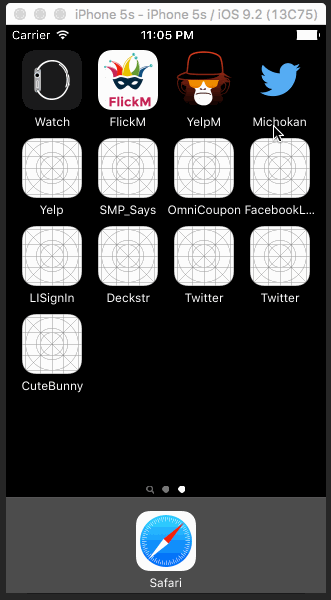 iPhone 5s - iPhone 5s / iOS 9.2 (13C75)
Carrier 11:05 PM
Watch FlickM YelpM Michokan
FlickM
Yelp SMP_Says OmniCoupon FacebookL...
LISignIn Deckstr Twitter Twitter
CuteBunny
Safari